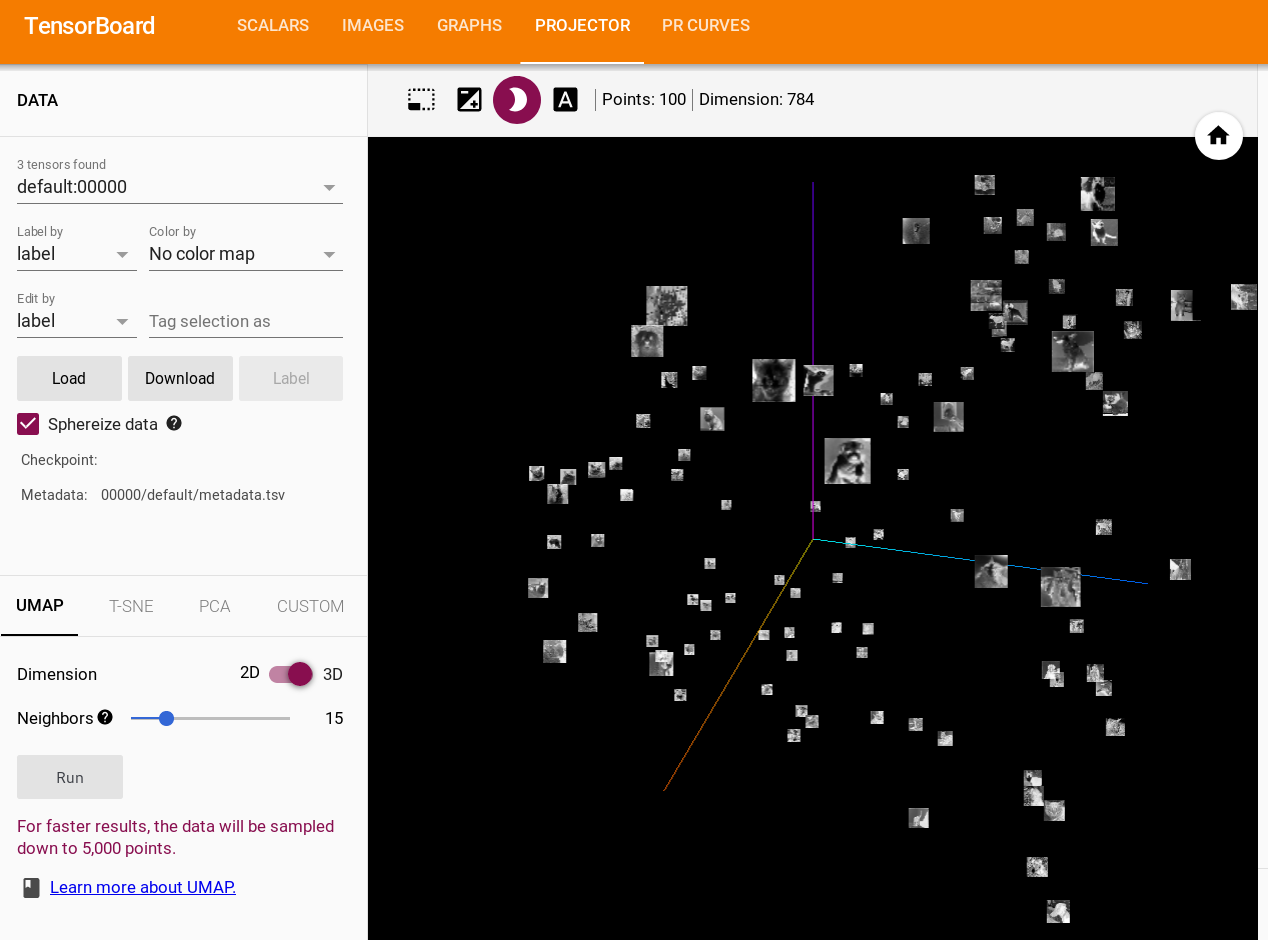 TensorBoard
SCALARS IMAGES GRAPHS PROJECTOR PR CURVES
DATA
A Points: 100 Dimension: 784
3 tensors found
default:00000
Label by Color by
label No color map
Edit by
label Tag selection as
Load Download Label
Sphereize data ?
Checkpoint:
Metadata: 00000/default/metadata.tsv
UMAP T-SNE PCA CUSTOM
Dimension 2D 3D
Neighbors ? 15
Run
For faster results, the data will be sampled
down to 5,000 points.
Learn more about UMAP.